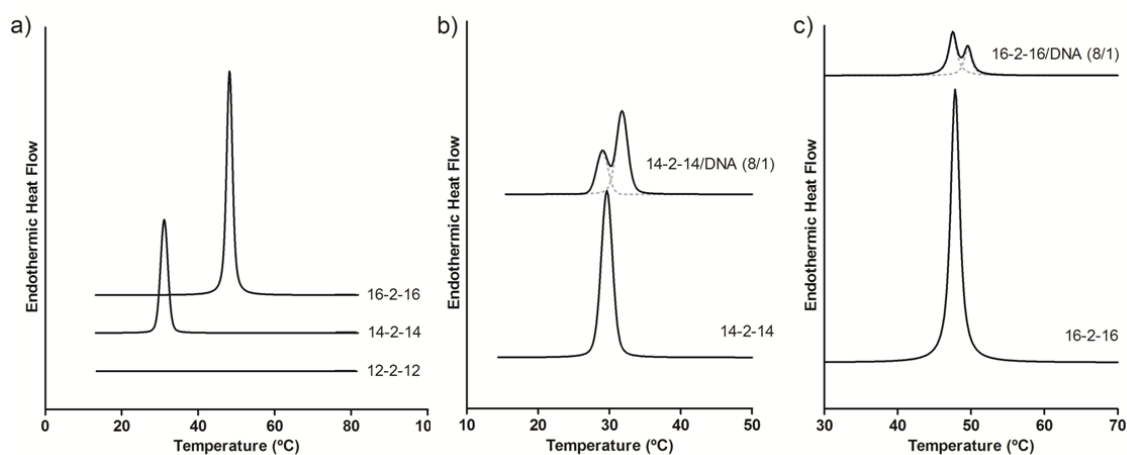 a)
Endothermic Heat Flow
16-2-16
14-2-14
12-2-12
0 20 40 60 80 10
Temperature (ºC)
b)
Endothermic Heat Flow
14-2-14/DNA (8/1)
14-2-14
10 20 30 40 50
Temperature (ºC)
c)
Endothermic Heat Flow
16-2-16/DNA (8/1)
16-2-16
30 40 50 60 70
Temperature (ºC)